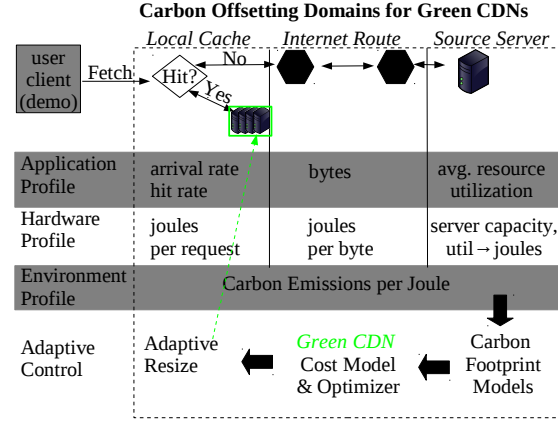 Carbon Offsetting Domains for Green CDNs
Local Cache Internet Route Source Server
user
client
(demo)
Fetch
Hit?
No
Yes
Application
Profile
arrival rate
hit rate
bytes
avg. resource
utilization
Hardware
Profile
joules
per request
joules
per byte
server capacity,
util→joules
Environment
Profile
Carbon Emissions per Joule
Adaptive
Control
Adaptive
Resize
Green CDN
Cost Model
& Optimizer
Carbon
Footprint
Models